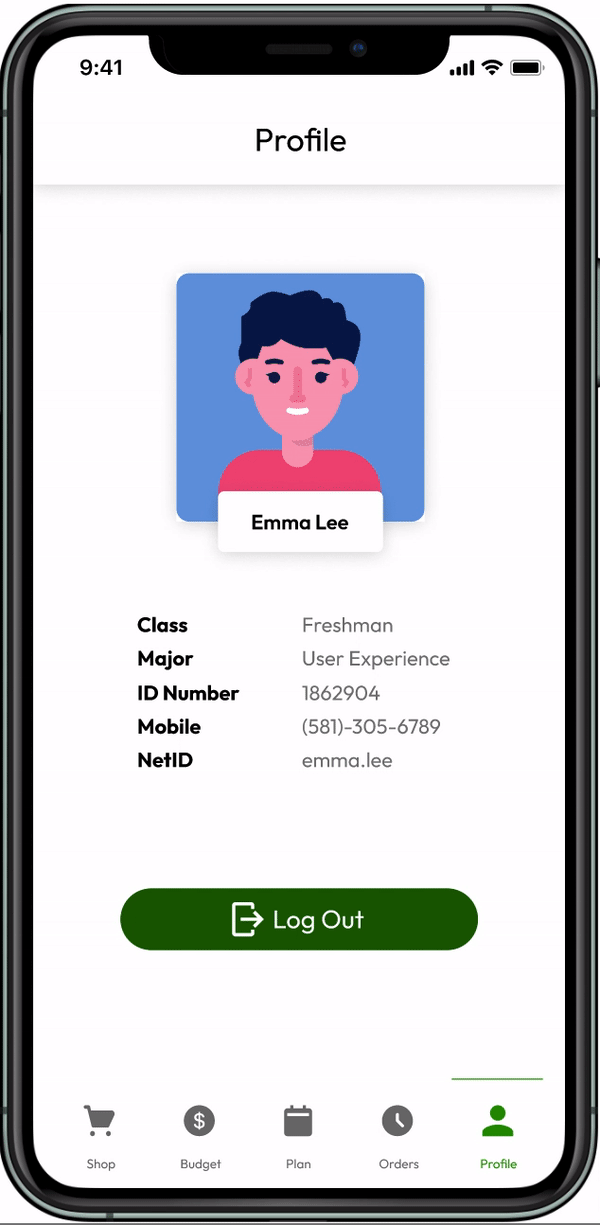 9:41
Profile
Emma Lee
Class Freshman
Major User Experience
ID Number 1862904
Mobile (581)-305-6789
NetID emma.lee
Log Out
Shop Budget Plan Orders Profile